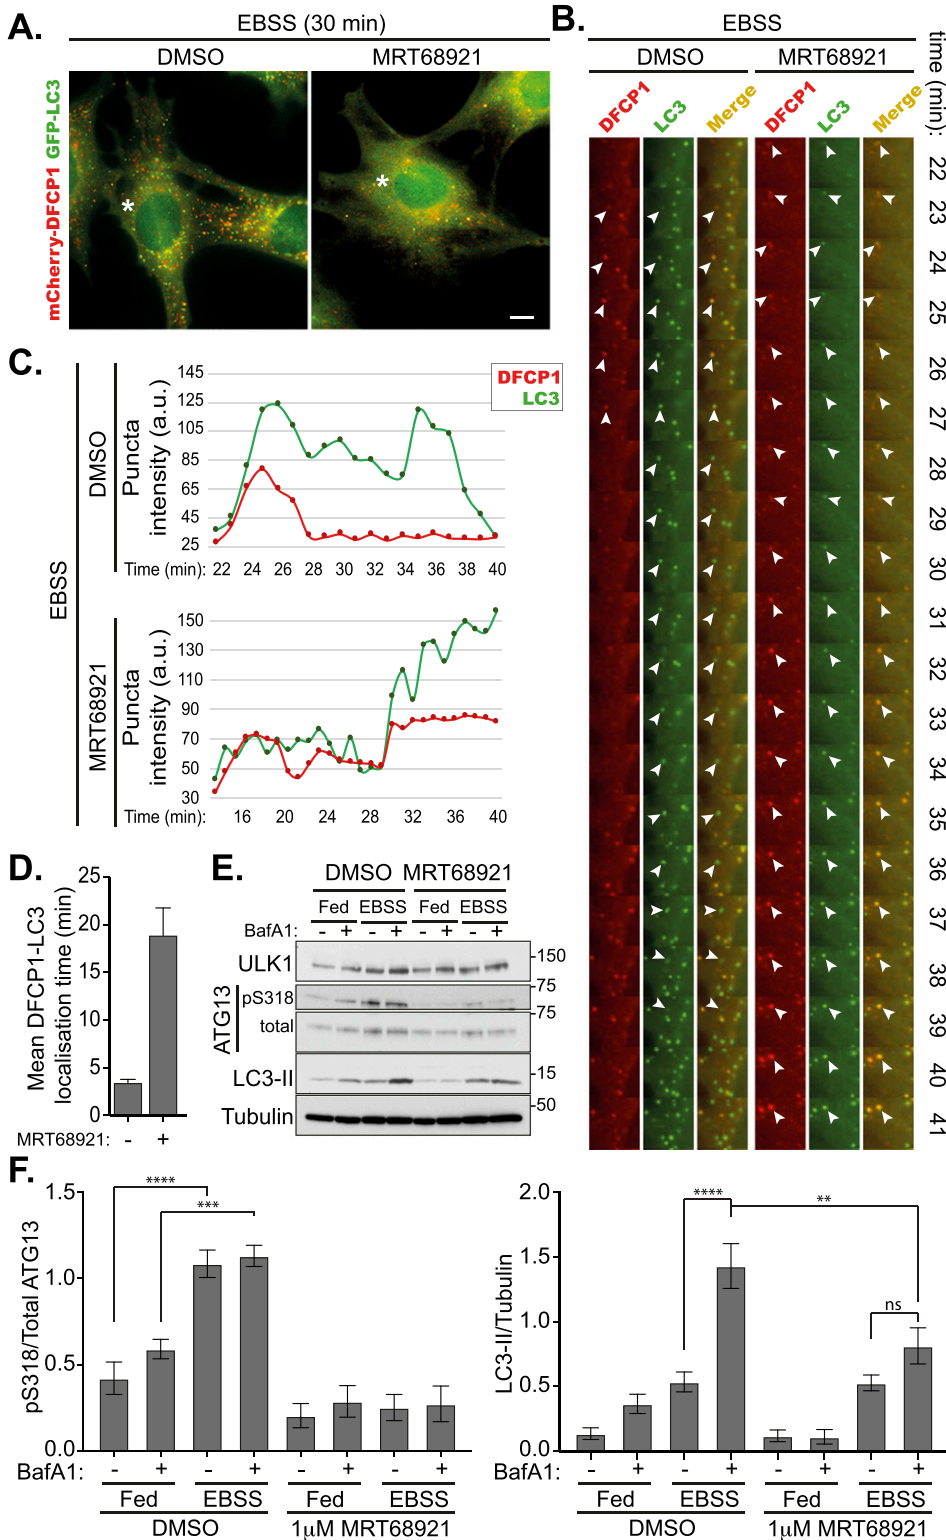 A.
EBSS (30 min)
DMSO
MRT68921
mCherry-DFCP1 GFP-LC3
*
*
B.
EBSS
DMSO
MRT68921
time (min):
DFCP1
LC3
Merge
DFCP1
LC3
Merge
22
23
24
25
26
27
28
29
30
31
32
33
34
35
36
37
38
39
40
41
C.
EBSS
DMSO
Puncta
intensity (a.u.)
145
125
105
85
65
45
25
DFCP1
LC3
Time (min): 22 24 26 28 30 32 34 36 38 40
MRT68921
Puncta
intensity (a.u.)
150
130
110
90
70
50
30
Time (min): 16 20 24 28 32 36 40
D.
Mean DFCP1-LC3
localisation time (min)
25
20
15
10
5
0
MRT68921: - +
E.
DMSO MRT68921
Fed EBSS Fed EBSS
BafA1: - + - + - + - +
ULK1
150
ATG13
pS318
75
total
75
LC3-II
15
Tubulin
50
F.
pS318/Total ATG13
1.5
1.0
0.5
0.0
****
***
BafA1: - + - + - + - +
Fed EBSS Fed EBSS
DMSO 1µM MRT68921
LC3-II/Tubulin
2.0
1.5
1.0
0.5
0.0
****
**
ns
BafA1: - + - + - + - +
Fed EBSS Fed EBSS
DMSO 1µM MRT68921